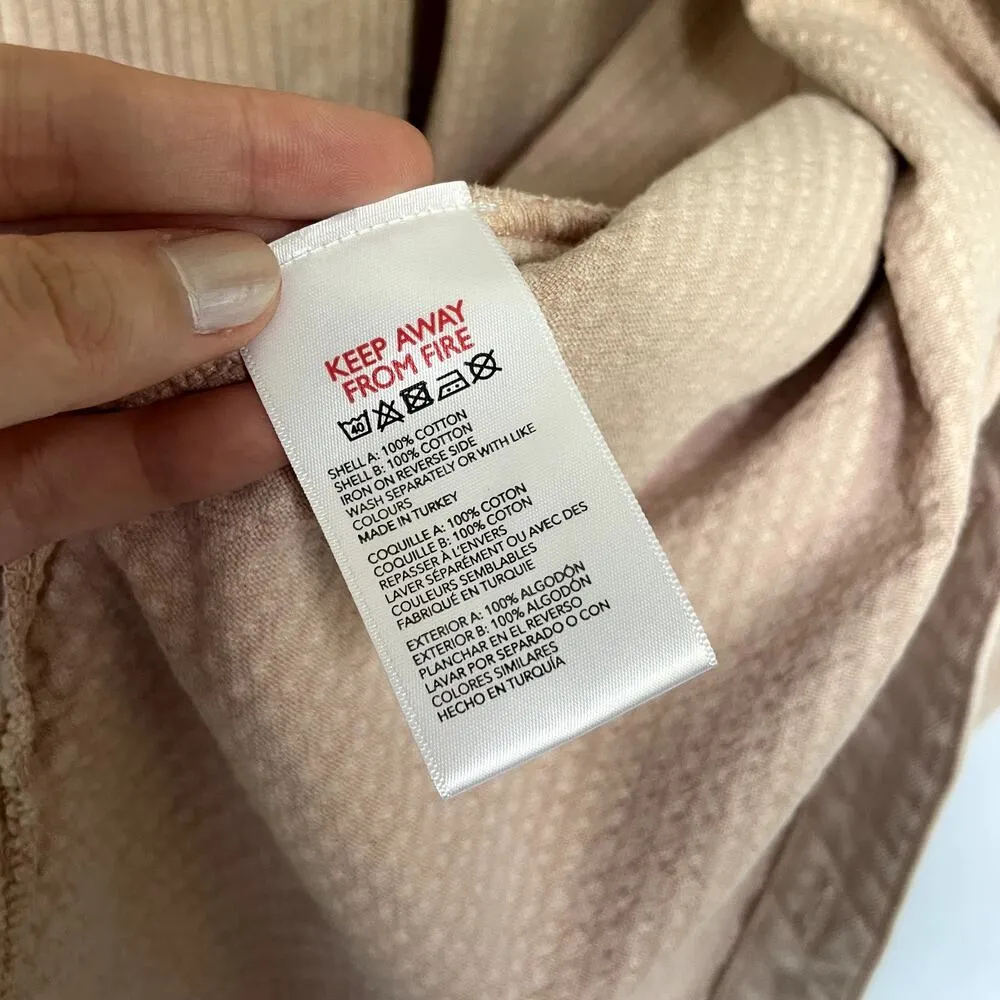 KEEP AWAY
FROM FIRE
40
SHELL A: 100% COTTON
SHELL B: 100% COTTON
IRON ON REVERSE SIDE
WASH SEPARATELY OR WITH LIKE
COLOURS
MADE IN TURKEY
COQUILLE A: 100% COTON
COQUILLE B: 100% COTON
REPASSER À L'ENVERS
LAVER SÉPARÉMENT OU AVEC DES
COULEURS SEMBLABLES
FABRIQUÉ EN TURQUIE
EXTERIOR A: 100% ALGODÓN
EXTERIOR B: 100% ALGODÓN
PLANCHAR EN EL REVERSO
LAVAR POR SEPARADO O CON
COLORES SIMILARES
HECHO EN TURQUÍA